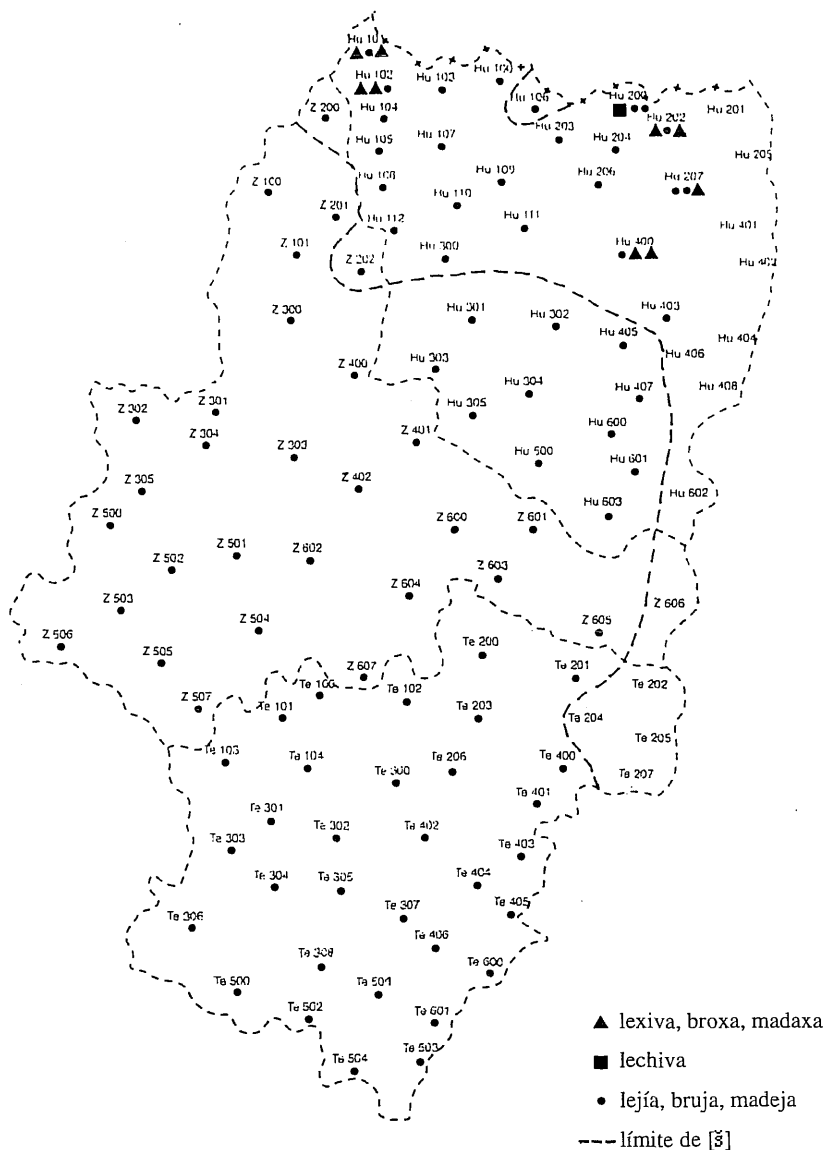 Hu 101
Hu 102
Hu 103
Hu 104
Hu 105
Hu 106
Hu 107
Hu 108
Hu 109
Hu 110
Hu 111
Hu 112
Hu 200
Hu 201
Hu 202
Hu 203
Hu 204
Hu 205
Hu 206
Hu 207
Hu 300
Hu 400
Hu 401
Hu 402
Z 200
Z 100
Z 201
Z 101
Z 202
Z 300
Hu 301
Hu 302
Hu 403
Hu 405
Hu 404
Hu 406
Z 400
Hu 303
Hu 304
Hu 407
Hu 408
Hu 305
Z 302
Z 301
Z 304
Z 303
Z 401
Hu 500
Hu 600
Hu 601
Z 305
Z 402
Hu 602
Hu 603
Z 500
Z 501
Z 502
Z 602
Z 600
Z 601
Z 603
Z 503
Z 604
Z 606
Z 506
Z 505
Z 504
Z 605
Te 200
Z 607
Te 201
Te 202
Z 507
Te 100
Te 101
Te 102
Te 203
Te 204
Te 205
Te 103
Te 104
Te 300
Te 206
Te 400
Te 207
Te 301
Te 302
Te 402
Te 401
Te 303
Te 403
Te 304
Te 305
Te 404
Te 306
Te 307
Te 405
Te 406
Te 308
Te 500
Te 501
Te 600
Te 502
Te 601
Te 504
Te 503
lexiva, broxa, madaxa
lechiva
lejía, bruja, madeja
límite de [š]